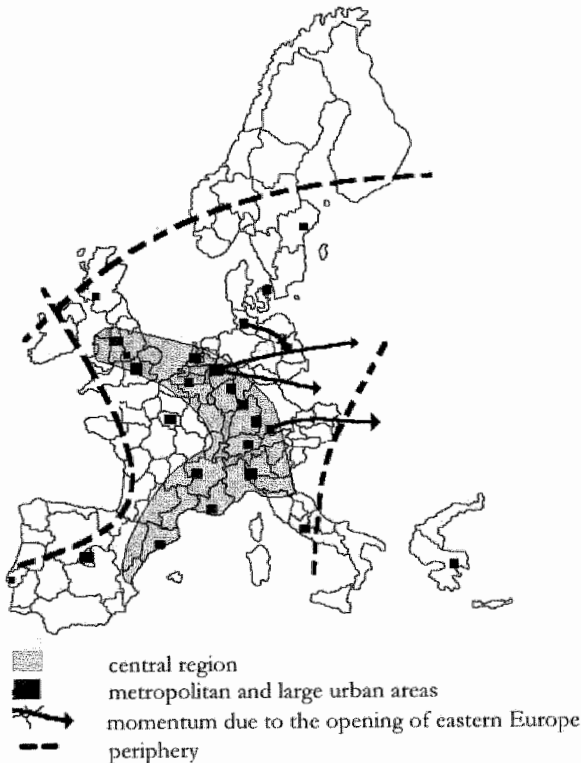 central region
metropolitan and large urban areas
momentum due to the opening of eastern Europe
periphery